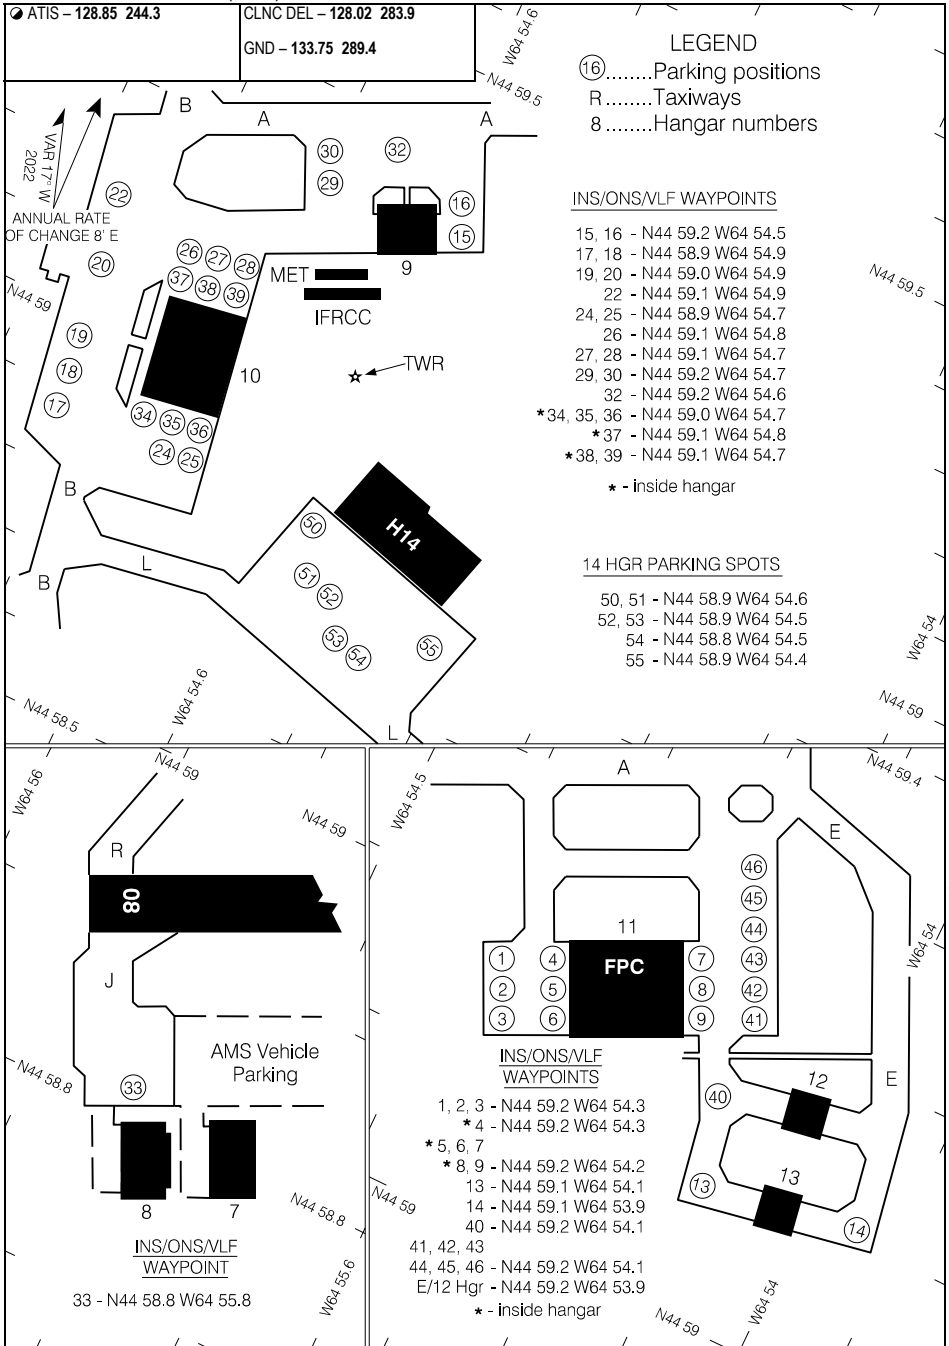 ATIS – 128.85 244.3
CLNC DEL – 128.02 283.9
GND – 133.75 289.4
W64 54.6
N44 59.5
LEGEND
16 ........Parking positions
R ........Taxiways
8 ........Hangar numbers
B
A
A
VAR 17° W
2022
ANNUAL RATE
OF CHANGE 8' E
22
20
30
29
32
16
15
9
26
27
28
37
38
39
MET
IFRCC
TWR
10
N44 59
19
18
17
34
35
36
24
25
B
B
L
H14
50
51
52
53
54
55
L
INS/ONS/VLF WAYPOINTS
15, 16 - N44 59.2 W64 54.5
17, 18 - N44 58.9 W64 54.9
19, 20 - N44 59.0 W64 54.9
22 - N44 59.1 W64 54.9
24, 25 - N44 58.9 W64 54.7
26 - N44 59.1 W64 54.8
27, 28 - N44 59.1 W64 54.7
29, 30 - N44 59.2 W64 54.7
32 - N44 59.2 W64 54.6
*34, 35, 36 - N44 59.0 W64 54.7
*37 - N44 59.1 W64 54.8
*38, 39 - N44 59.1 W64 54.7
* - inside hangar
N44 59.5
14 HGR PARKING SPOTS
50, 51 - N44 58.9 W64 54.6
52, 53 - N44 58.9 W64 54.5
54 - N44 58.8 W64 54.5
55 - N44 58.9 W64 54.4
W64 54
N44 59
W64 54.6
N44 58.5
W64 56
N44 59
N44 59
R
08
J
33
AMS Vehicle
Parking
N44 58.8
8
7
N44 58.8
INS/ONS/VLF
WAYPOINT
33 - N44 58.8 W64 55.8
W64 55.6
W64 54.5
A
N44 59.4
E
46
45
44
43
42
41
11
FPC
1
2
3
4
5
6
7
8
9
W64 54
E
12
40
13
13
14
INS/ONS/VLF
WAYPOINTS
1, 2, 3 - N44 59.2 W64 54.3
*4 - N44 59.2 W64 54.3
*5, 6, 7
*8, 9 - N44 59.2 W64 54.2
13 - N44 59.1 W64 54.1
14 - N44 59.1 W64 53.9
40 - N44 59.2 W64 54.1
41, 42, 43
44, 45, 46 - N44 59.2 W64 54.1
E/12 Hgr - N44 59.2 W64 53.9
* - inside hangar
N44 59
N44 59
W64 54